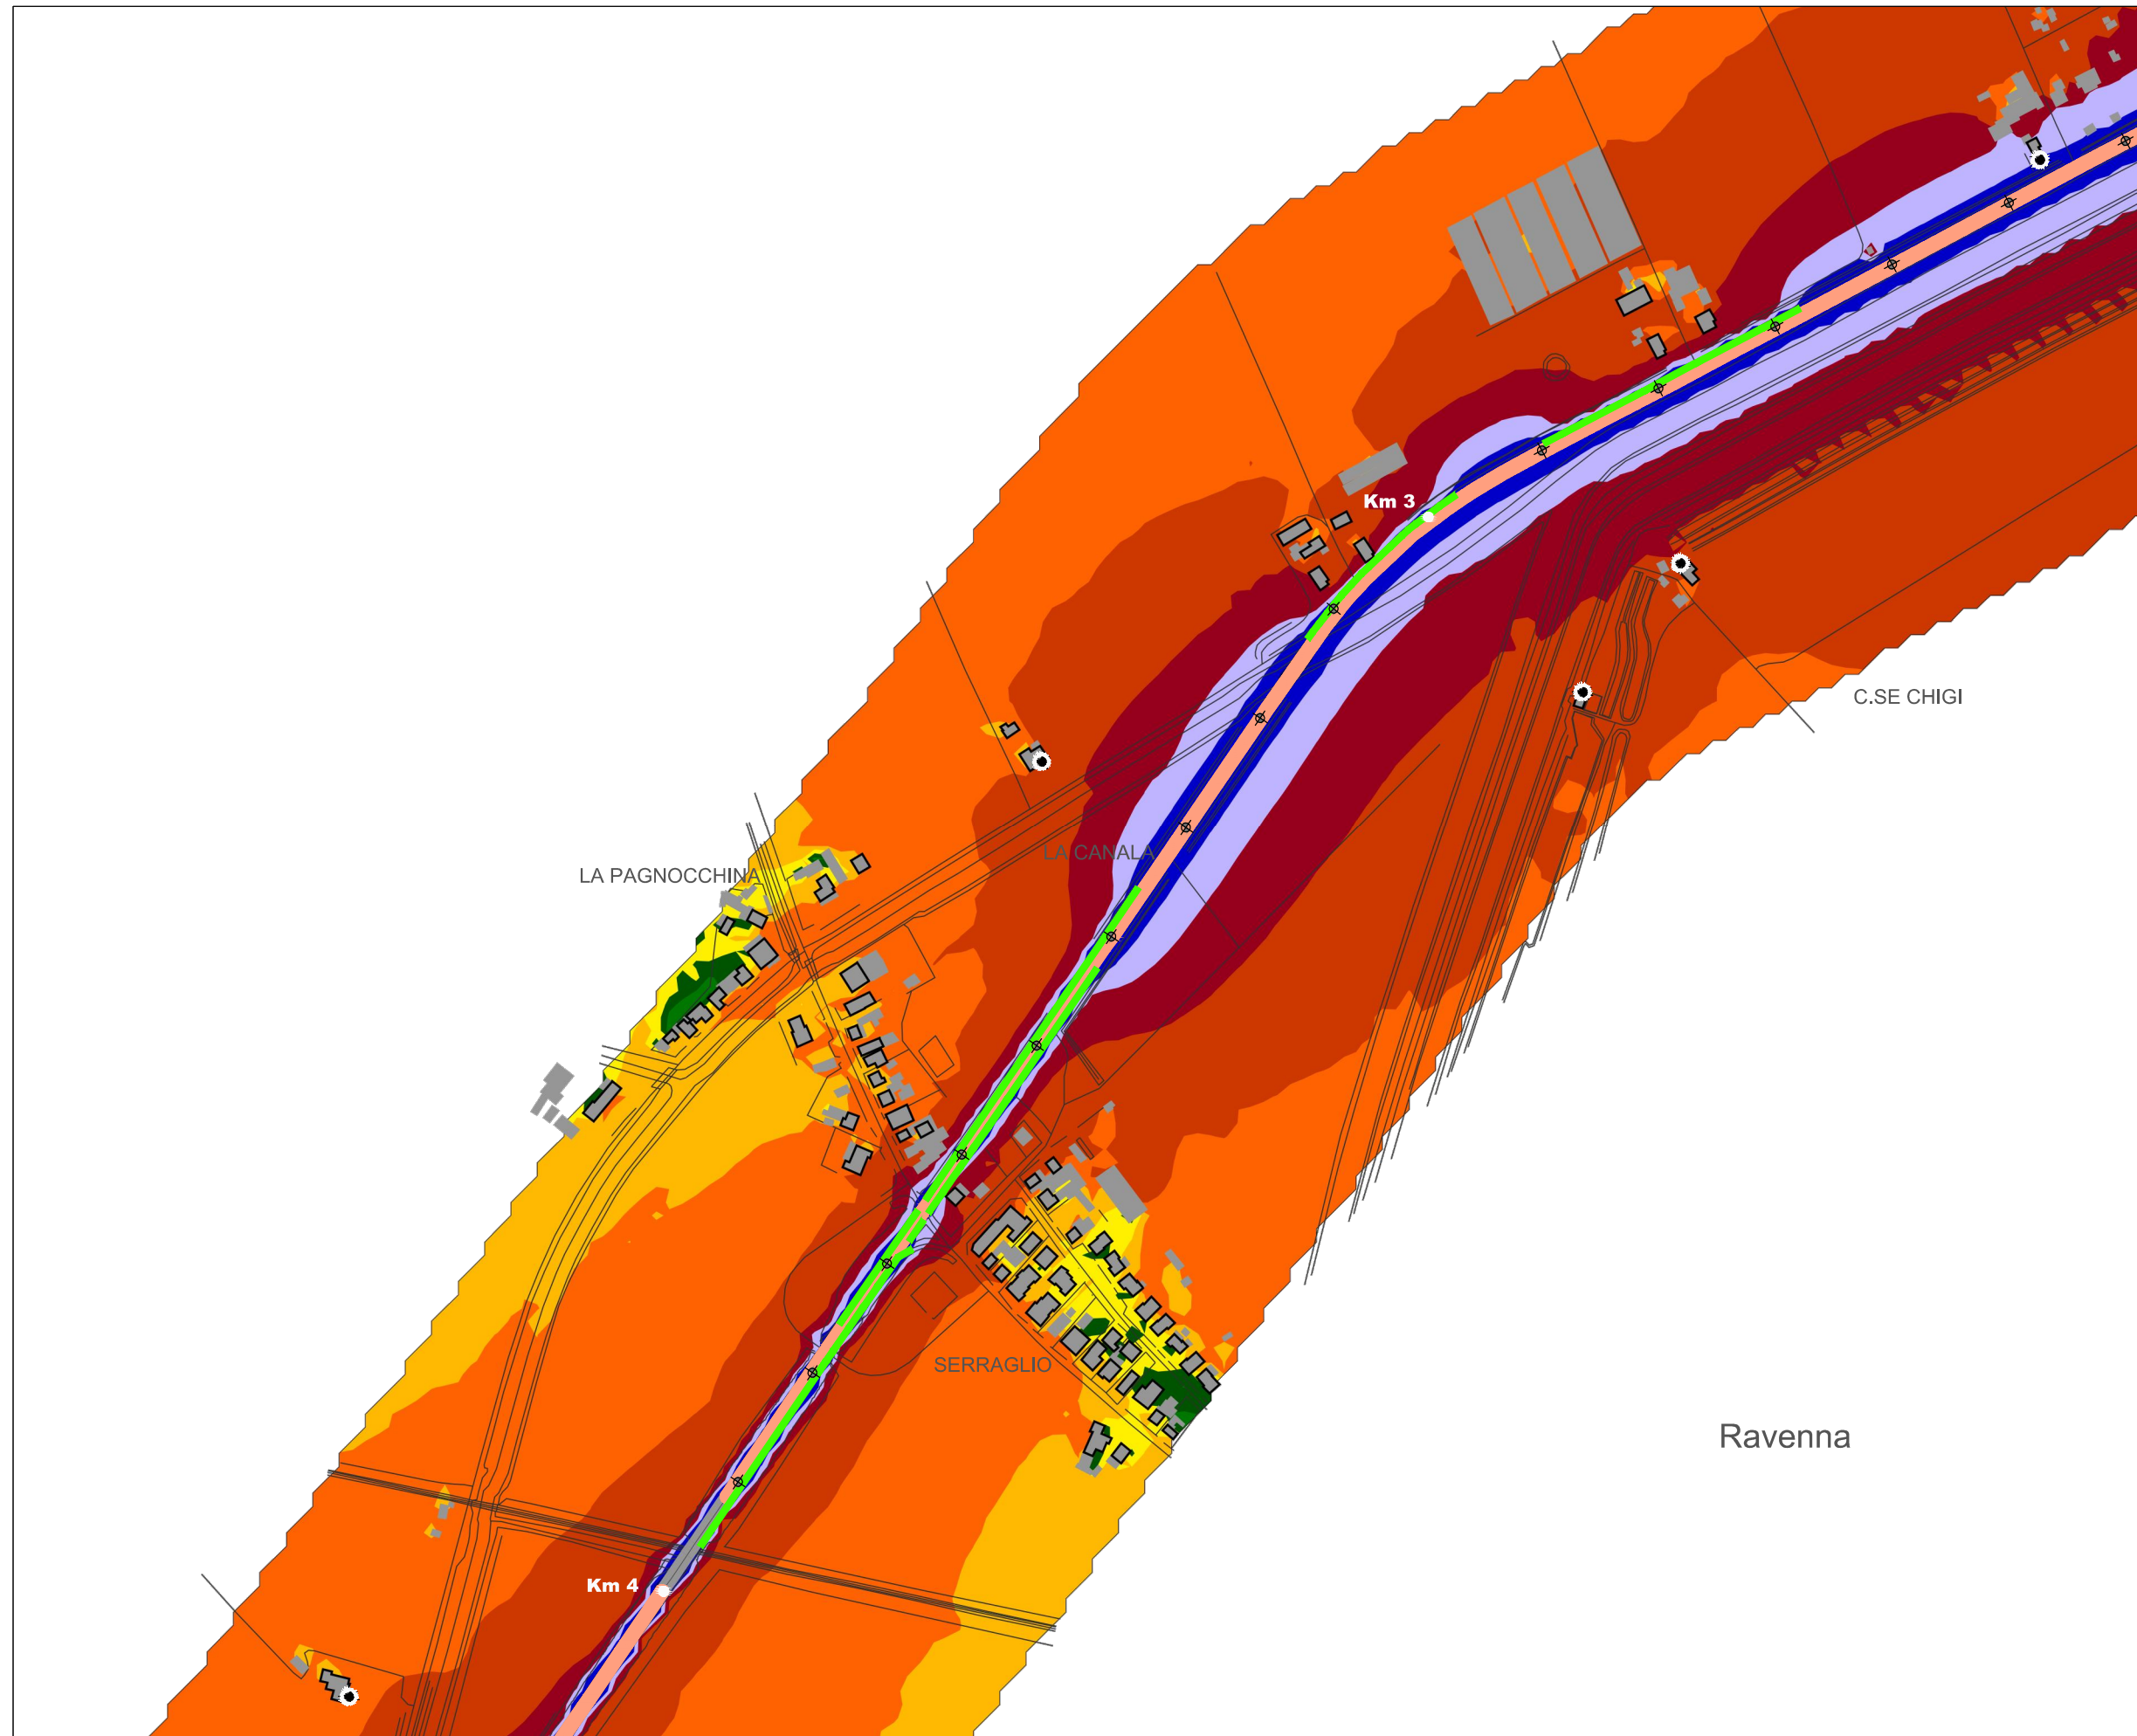 Km 3
C.SE CHIGI
LA CANALA
LA PAGNOCCHINA
SERRAGLIO
Ravenna
Km 4